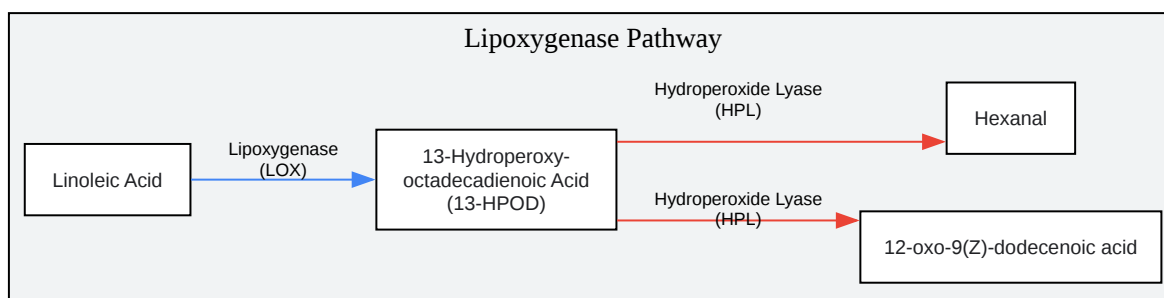 Lipoxygenase Pathway
Linoleic Acid
Lipoxygenase
(LOX)
13-Hydroperoxy-
octadecadienoic Acid
(13-HPOD)
Hydroperoxide Lyase
(HPL)
Hexanal
Hydroperoxide Lyase
(HPL)
12-oxo-9(Z)-dodecenoic acid